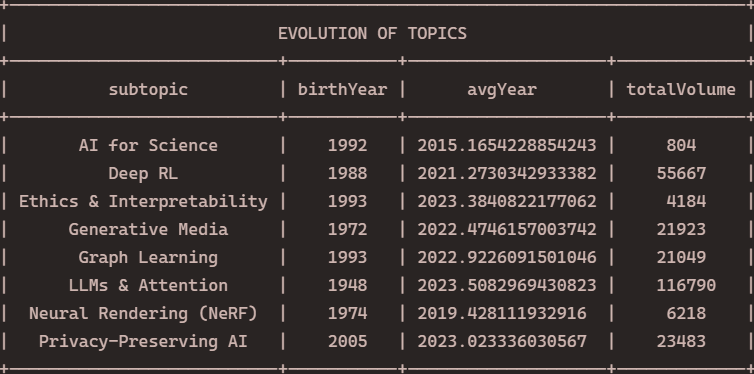 EVOLUTION OF TOPICS
subtopic | birthYear | avgYear | totalVolume
AI for Science | 1992 | 2015.1654228854243 | 804
Deep RL | 1988 | 2021.2730342933382 | 55667
Ethics & Interpretability | 1993 | 2023.3840822177062 | 4184
Generative Media | 1972 | 2022.4746157003742 | 21923
Graph Learning | 1993 | 2022.9226091501046 | 21049
LLMs & Attention | 1948 | 2023.5082969430823 | 116790
Neural Rendering (NeRF) | 1974 | 2019.428111932916 | 6218
Privacy-Preserving AI | 2005 | 2023.023336030567 | 23483